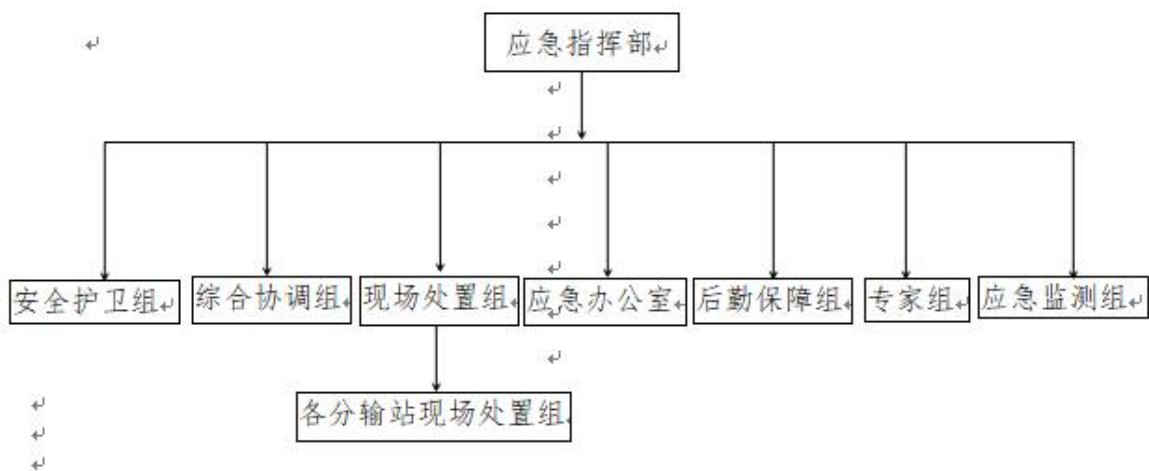 应急指挥部
安全护卫组
综合协调组
现场处置组
应急办公室
后勤保障组
专家组
应急监测组
各分输站现场处置组